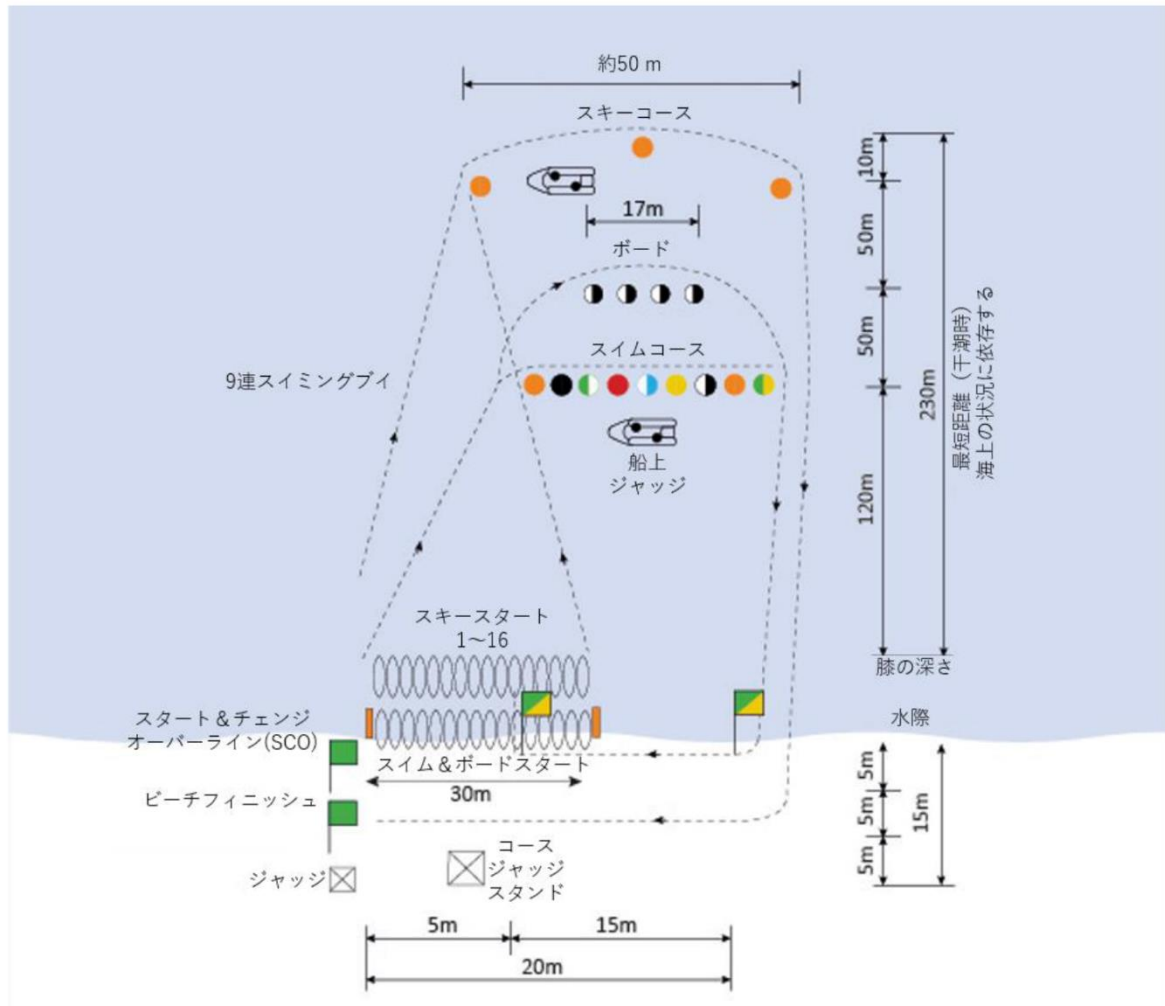 約50 m
スキーコース
10m
17m
50m
ボード
50m
スイムコース
9連スイミングブイ
230m
最短距離（干潮時）
海上の状況に依存する
船上
ジャッジ
120m
スキースタート
1～16
膝の深さ
スタート＆チェンジ
オーバーライン(SCO)
水際
スイム＆ボードスタート
30m
5m
ビーチフィニッシュ
5m
15m
5m
コース
ジャッジ
スタンド
ジャッジ
5m
15m
20m